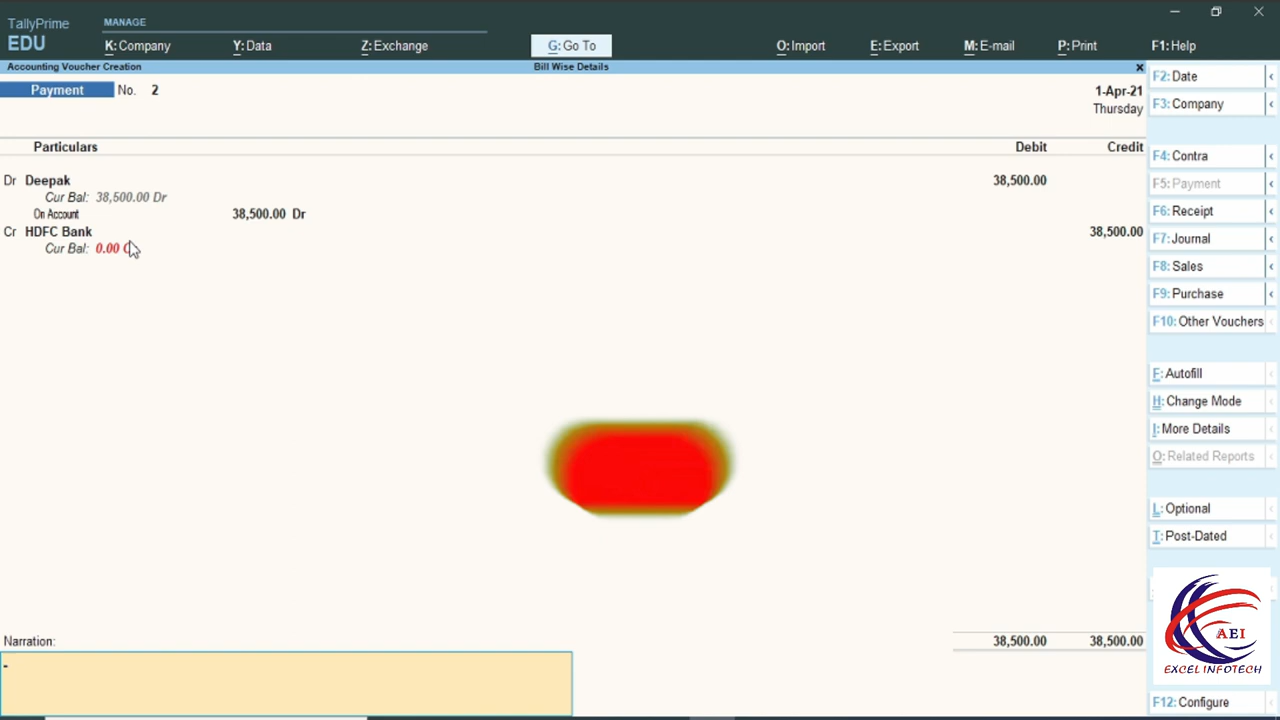 TallyPrime
EDU
MANAGE
K: Company
Y: Data
Z: Exchange
G: Go To
O: Import
E: Export
M: E-mail
P: Print
F1: Help
Accounting Voucher Creation
Bill Wise Details
Payment No. 2
1-Apr-21
Thursday
Particulars Debit Credit
Dr Deepak 38,500.00
Cur Bal: 38,500.00 Dr
On Account 38,500.00 Dr
Cr HDFC Bank 38,500.00
Cur Bal: 0.00
Narration: 38,500.00 38,500.00
F2: Date
F3: Company
F4: Contra
F5: Payment
F6: Receipt
F7: Journal
F8: Sales
F9: Purchase
F10: Other Vouchers
F: Autofill
H: Change Mode
I: More Details
O: Related Reports
L: Optional
T: Post-Dated
AEI
EXCEL INFOTECH
F12: Configure